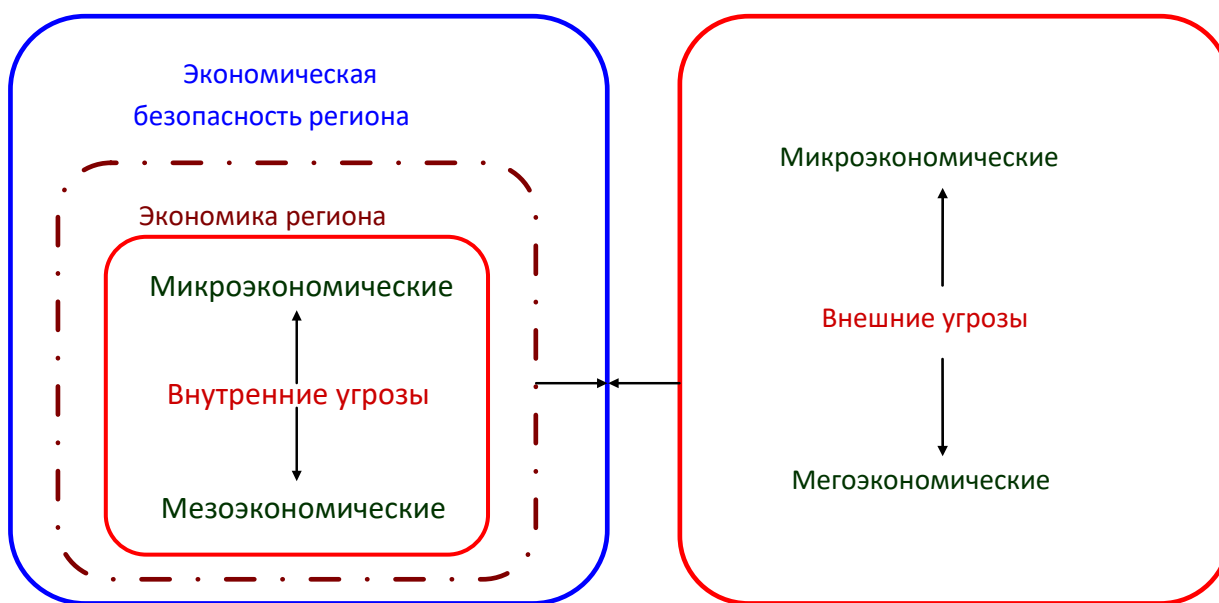 Экономическая
безопасность региона
Экономика региона
Микроэкономические
Внутренние угрозы
Мезоэкономические
Микроэкономические
Внешние угрозы
Мегоэкономические